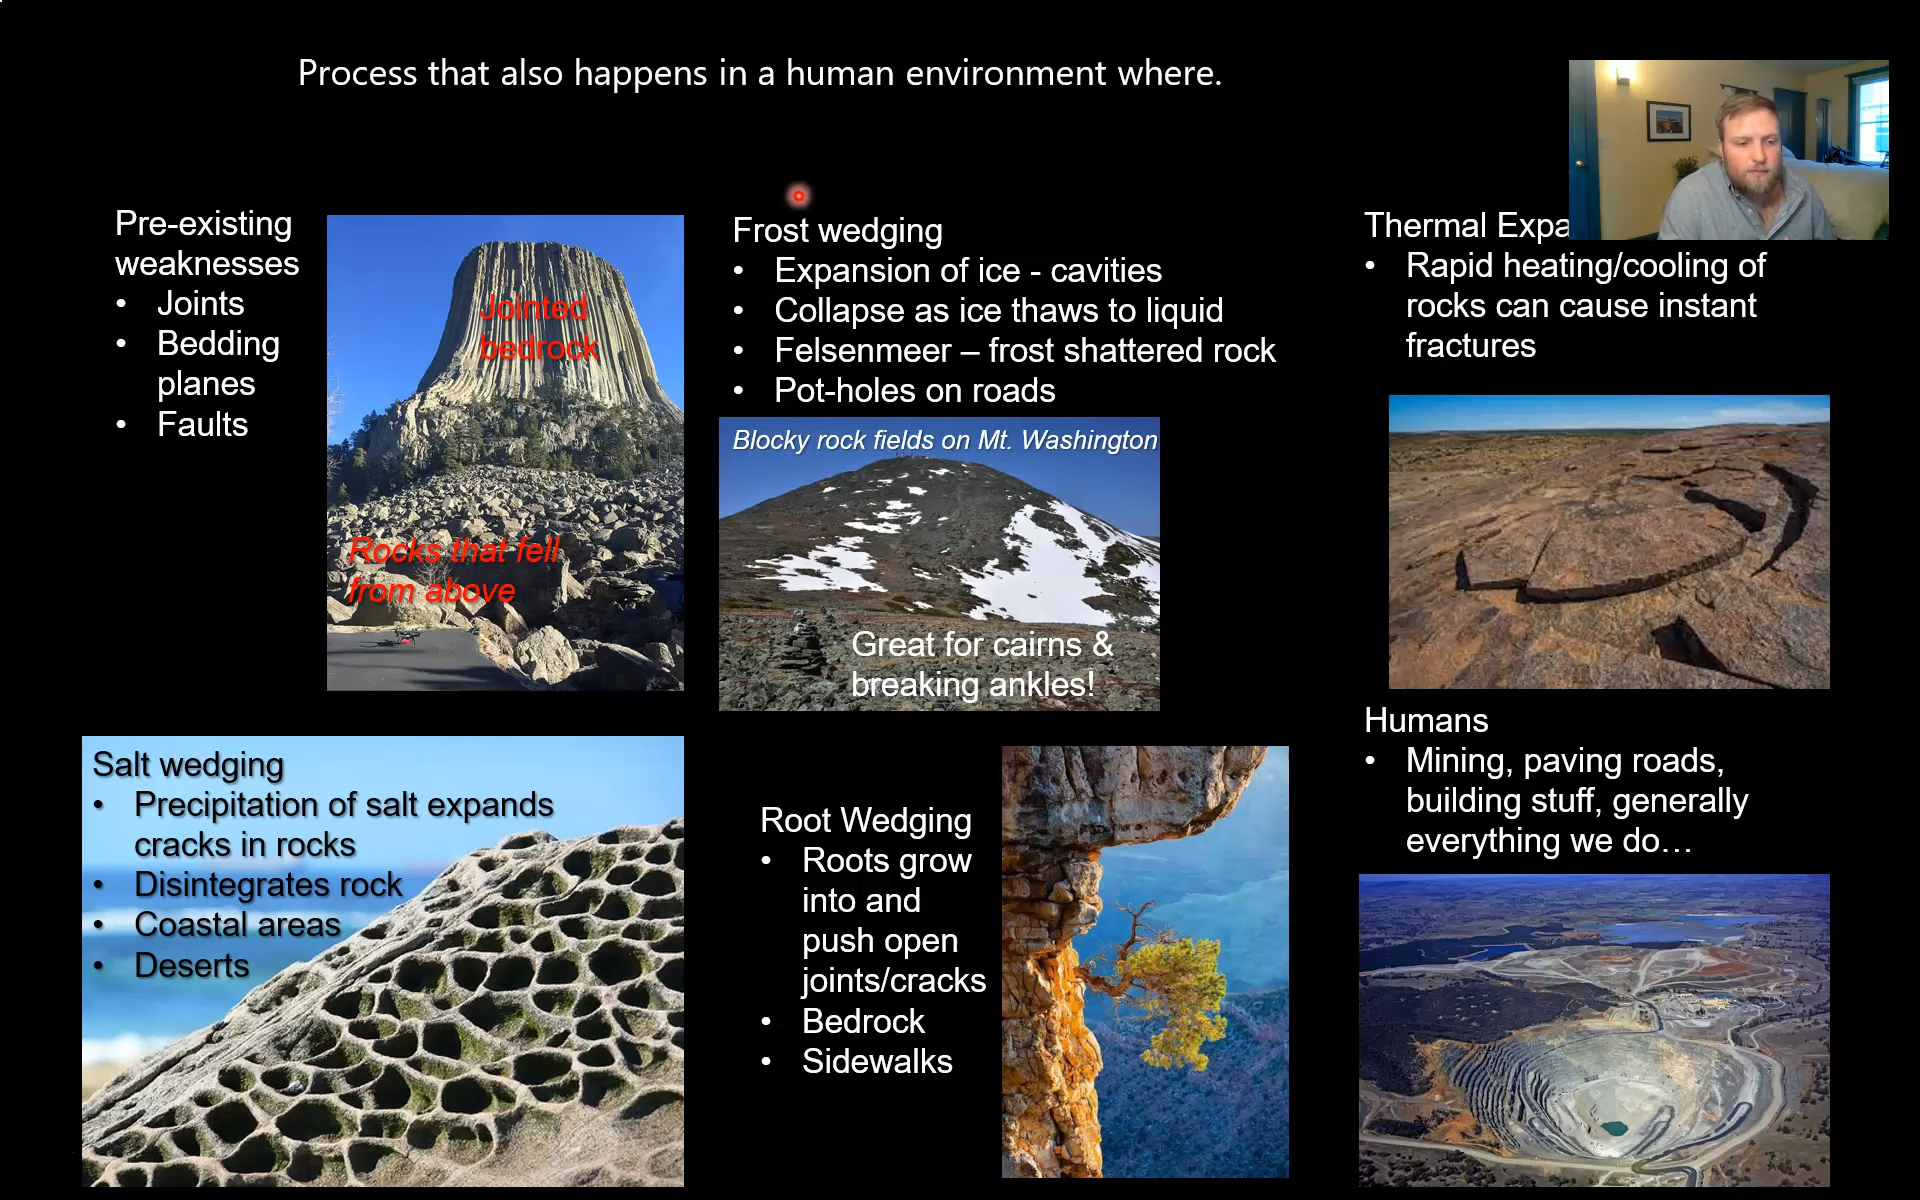 Process that also happens in a human environment where.
Pre-existing
weaknesses
• Joints
• Bedding
planes
• Faults
Jointed
bedrock
Rocks that fell
from above
Frost wedging
• Expansion of ice - cavities
• Collapse as ice thaws to liquid
• Felsenmeer – frost shattered rock
• Pot-holes on roads
Blocky rock fields on Mt. Washington
Great for cairns &
breaking ankles!
Thermal Expa
• Rapid heating/cooling of
rocks can cause instant
fractures
Salt wedging
• Precipitation of salt expands
cracks in rocks
• Disintegrates rock
• Coastal areas
• Deserts
Root Wedging
• Roots grow
into and
push open
joints/cracks
• Bedrock
• Sidewalks
Humans
• Mining, paving roads,
building stuff, generally
everything we do…